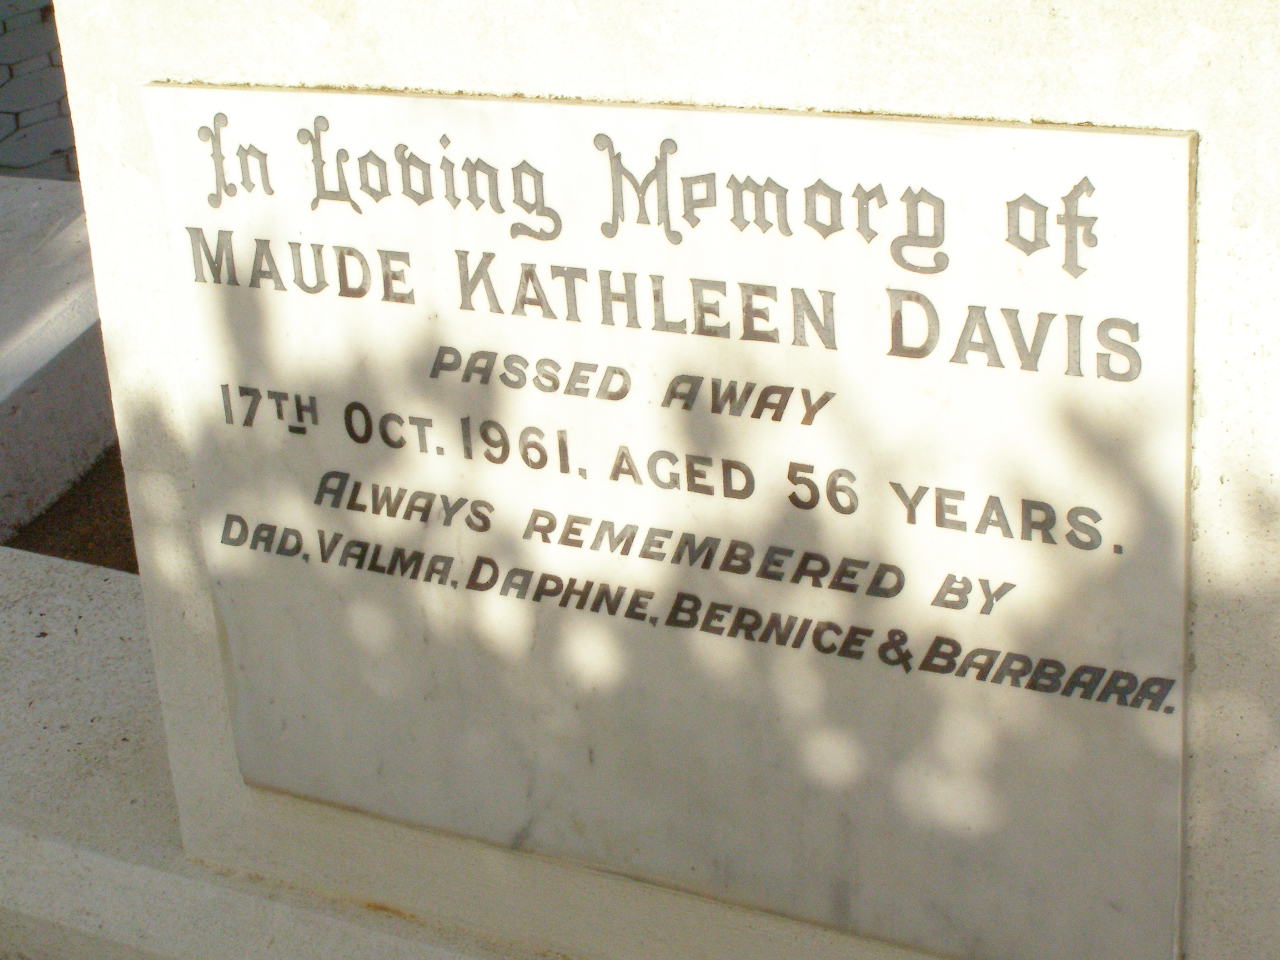 In Loving Memory of
MAUDE KATHLEEN DAVIS
PASSED AWAY
17TH OCT. 1961, AGED 56 YEARS.
ALWAYS REMEMBERED BY
DAD, VALMA, DAPHNE, BERNICE & BARBARA.